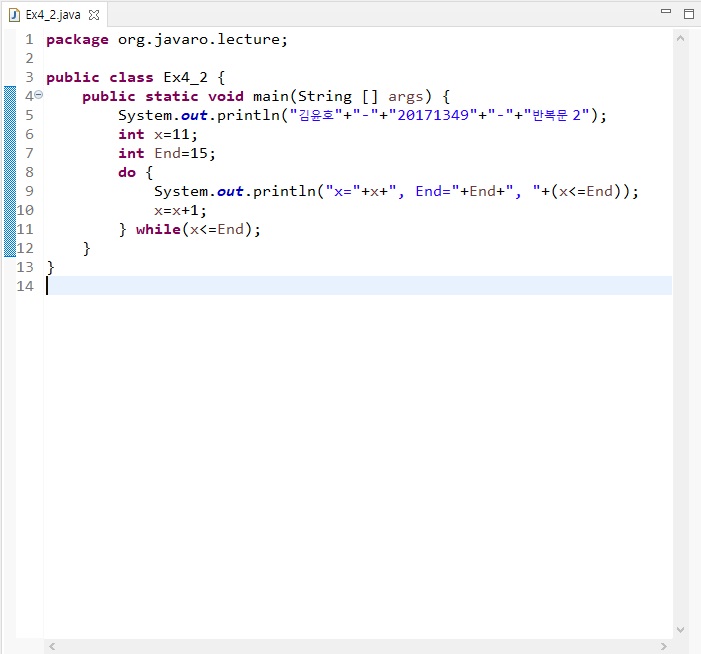 Ex4_2.java
1 package org.javaro.lecture;
2
3 public class Ex4_2 {
4 public static void main(String [] args) {
5 System.out.println("김윤호"+"-"+"20171349"+"-"+"반복문 2");
6 int x=11;
7 int End=15;
8 do {
9 System.out.println("x="+x+", End="+End+", "+(x<=End));
10 x=x+1;
11 } while(x<=End);
12 }
13 }
14